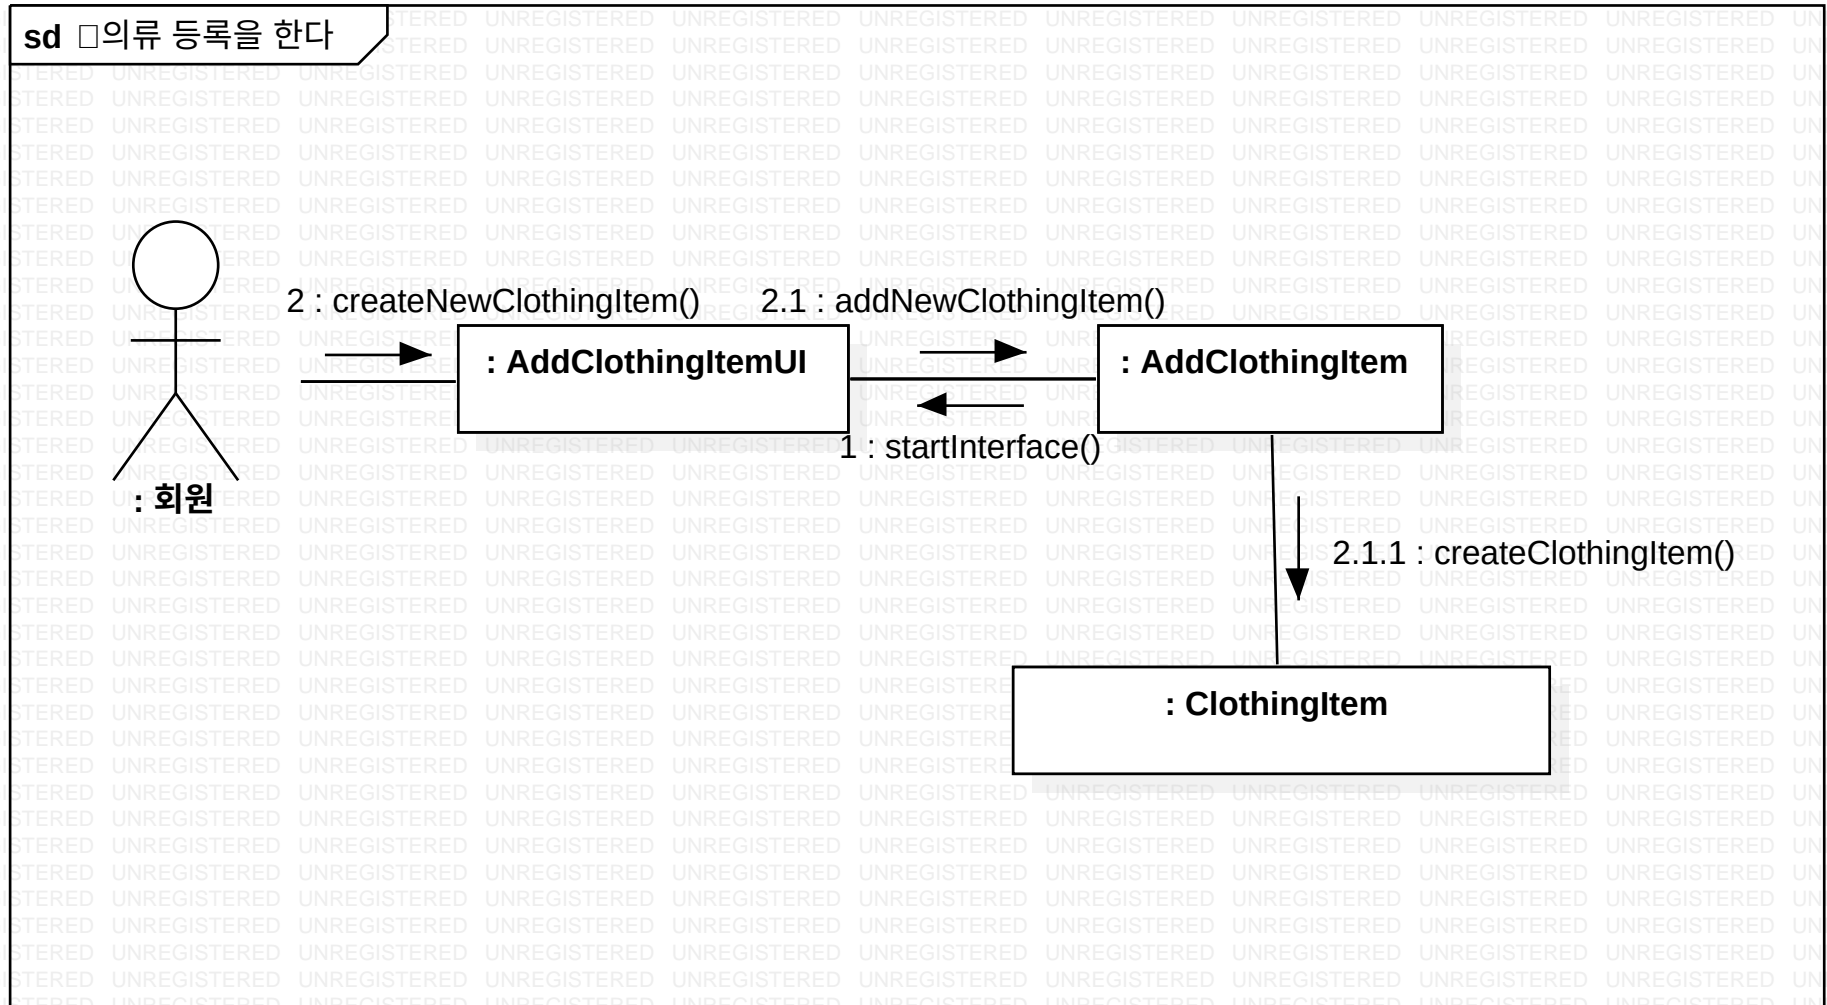 sd 의류 등록을 한다
2 : createNewClothingItem()
2.1 : addNewClothingItem()
: AddClothingItemUI
: AddClothingItem
1 : startInterface()
: 회원
2.1.1 : createClothingItem()
: ClothingItem
UNREGISTERED